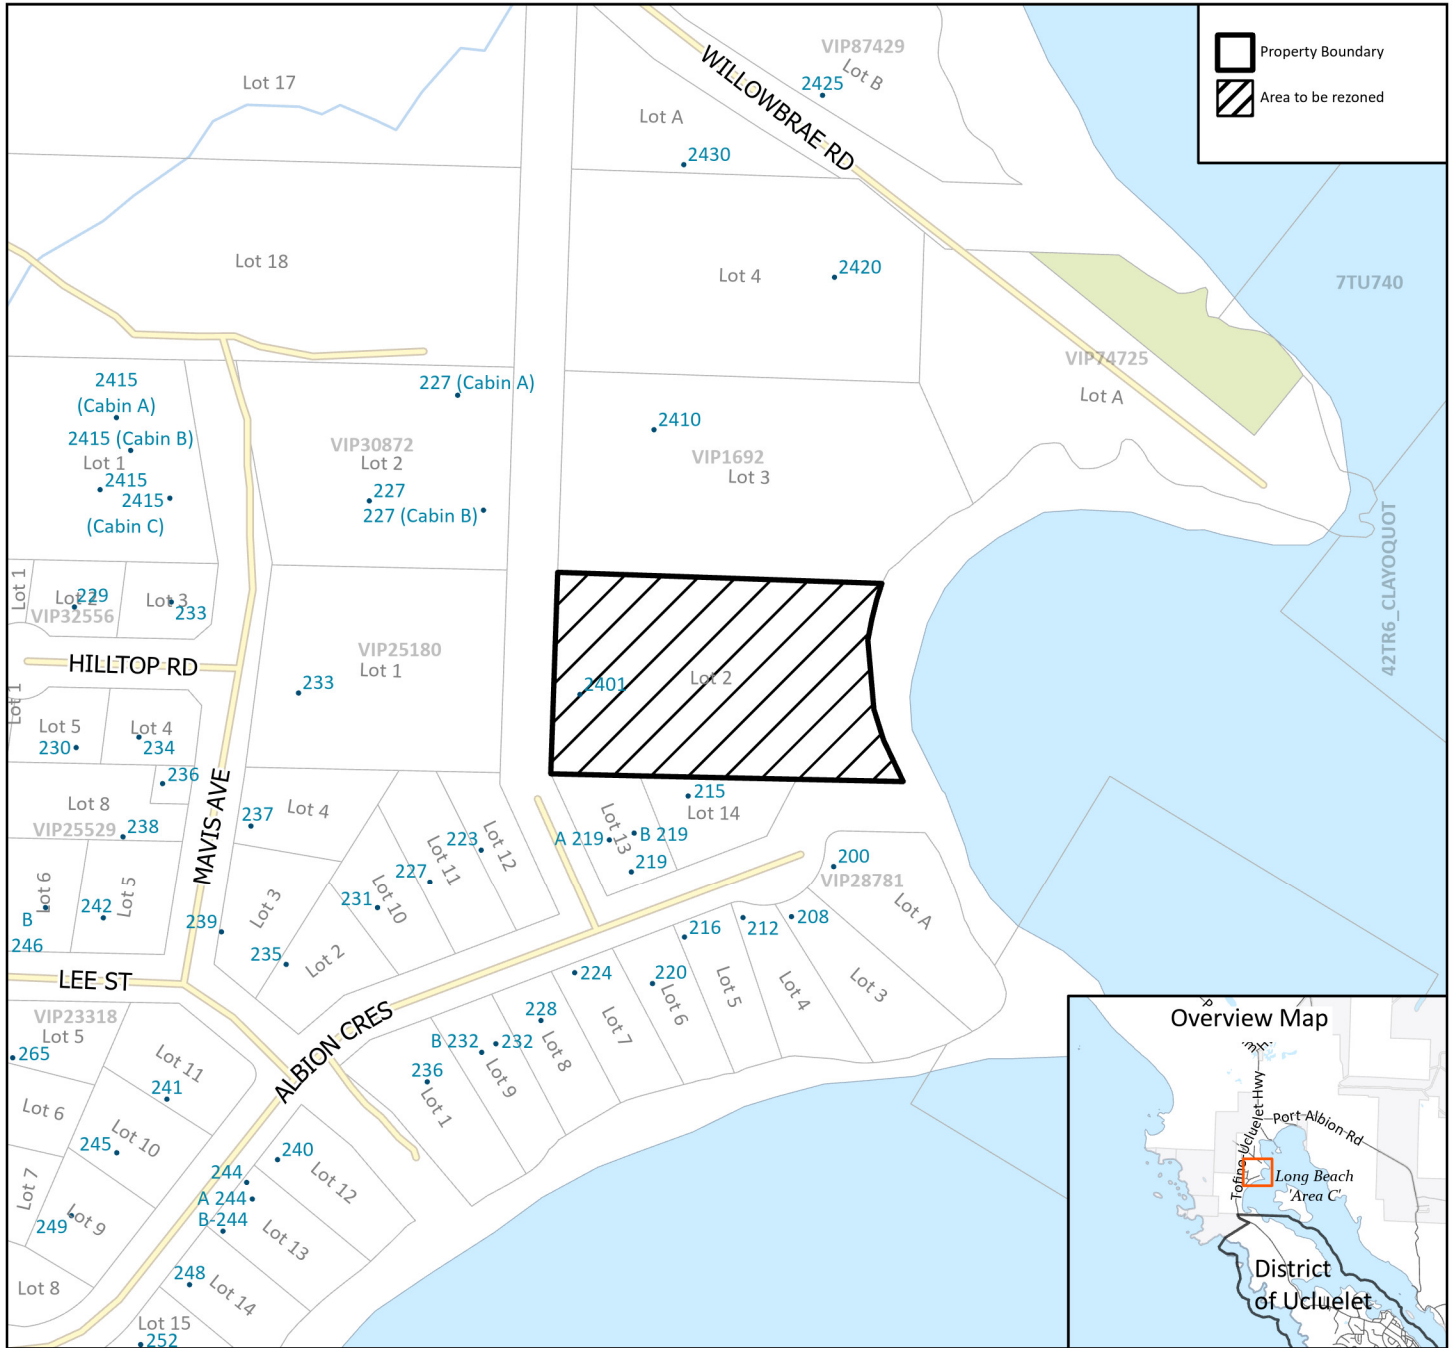 Property Boundary
Area to be rezoned
VIP87429
Lot B
2425
WILLOWBRAE RD
Lot 17
Lot A
2430
Lot 18
Lot 4
2420
7TU740
VIP74725
Lot A
2415
(Cabin A)
2415 (Cabin B)
Lot 1
2415
2415
(Cabin C)
227 (Cabin A)
VIP30872
Lot 2
227
227 (Cabin B)
2410
VIP1692
Lot 3
42TR6_CLAYOQUOT
Lot 1
Lot 2
229
VIP32556
Lot 3
233
HILLTOP RD
VIP25180
Lot 1
233
2401
Lot 2
Lot 1
Lot 5
230
Lot 4
234
236
Lot 8
VIP25529
238
MAVIS AVE
237
Lot 4
215
Lot 14
Lot 13
A 219
B 219
219
223
Lot 12
227
Lot 11
231
Lot 10
200
VIP28781
Lot A
Lot 6
B
246
242
Lot 5
239
Lot 3
235
Lot 2
216
212
208
Lot 3
Lot 4
Lot 5
220
Lot 6
224
Lot 7
LEE ST
ALBION CRES
228
Lot 8
B 232
232
Lot 9
236
Lot 1
VIP23318
Lot 5
265
Lot 11
241
Lot 6
Lot 10
245
Lot 7
249
Lot 9
Lot 8
240
Lot 12
244
A 244
B-244
Lot 13
248
Lot 14
Lot 15
252
Overview Map
Tofino-Ucluelet Hwy
Port Albion Rd
Long Beach
'Area C'
District
of Ucluelet